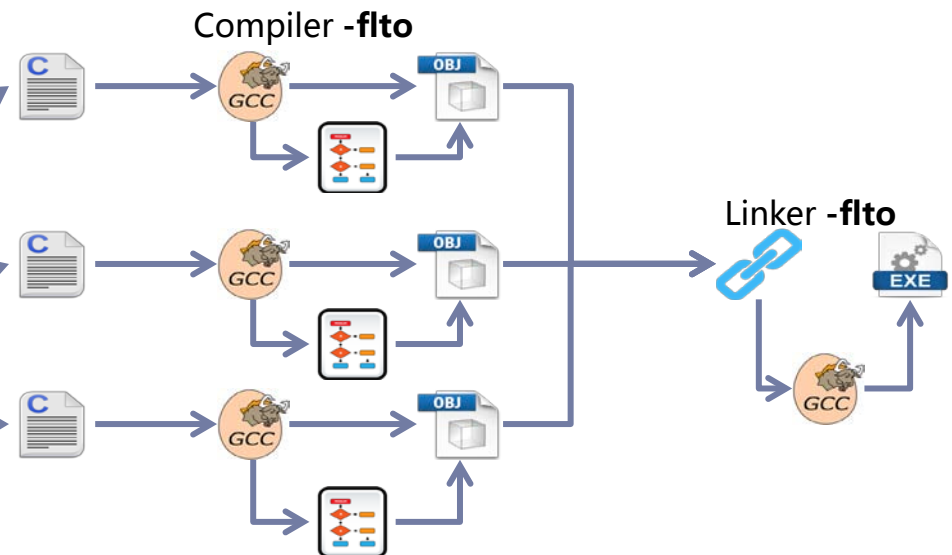 Compiler -flto
C
GCC
OBJ
Linker -flto
C
GCC
OBJ
EXE
C
GCC
OBJ
GCC